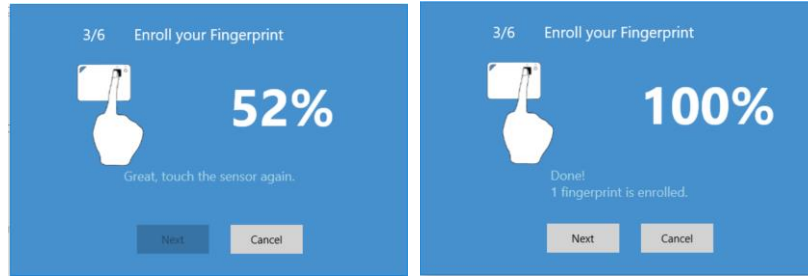 3/6 Enroll your Fingerprint
52%
Great, touch the sensor again.
Next Cancel
3/6 Enroll your Fingerprint
100%
Done!
1 fingerprint is enrolled.
Next Cancel